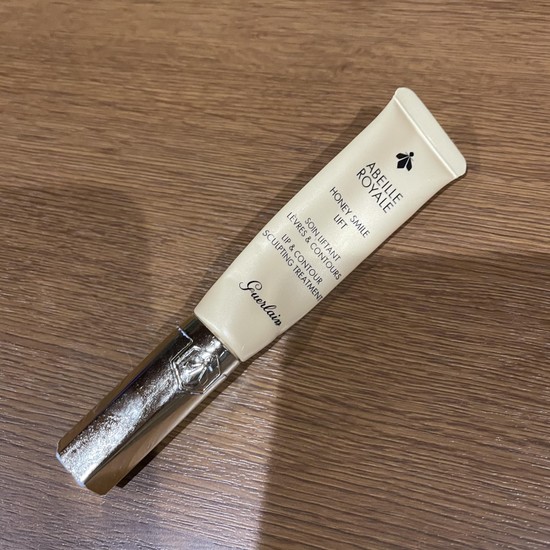 ABEILLE
ROYALE
HONEY SMILE
LIFT
SOIN LIFTANT
LÈVRES & CONTOURS
LIP & CONTOUR
SCULPTING TREATMENT
Guerlain